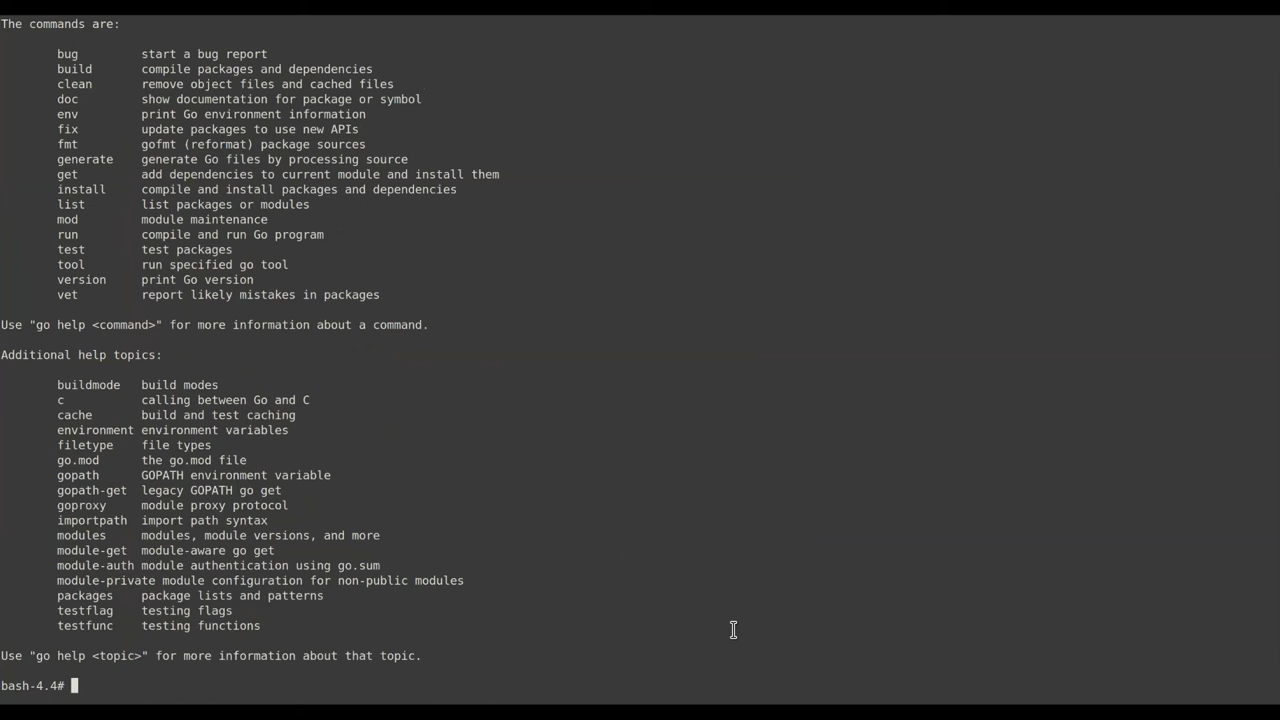 The commands are:
bug start a bug report
build compile packages and dependencies
clean remove object files and cached files
doc show documentation for package or symbol
env print Go environment information
fix update packages to use new APIs
fmt gofmt (reformat) package sources
generate generate Go files by processing source
get add dependencies to current module and install them
install compile and install packages and dependencies
list list packages or modules
mod module maintenance
run compile and run Go program
test test packages
tool run specified go tool
version print Go version
vet report likely mistakes in packages
Use "go help <command>" for more information about a command.
Additional help topics:
buildmode build modes
c calling between Go and C
cache build and test caching
environment environment variables
filetype file types
go.mod the go.mod file
gopath GOPATH environment variable
gopath-get legacy GOPATH go get
goproxy module proxy protocol
importpath import path syntax
modules modules, module versions, and more
module-get module-aware go get
module-auth module authentication using go.sum
module-private module configuration for non-public modules
packages package lists and patterns
testflag testing flags
testfunc testing functions
Use "go help <topic>" for more information about that topic.
bash-4.4#